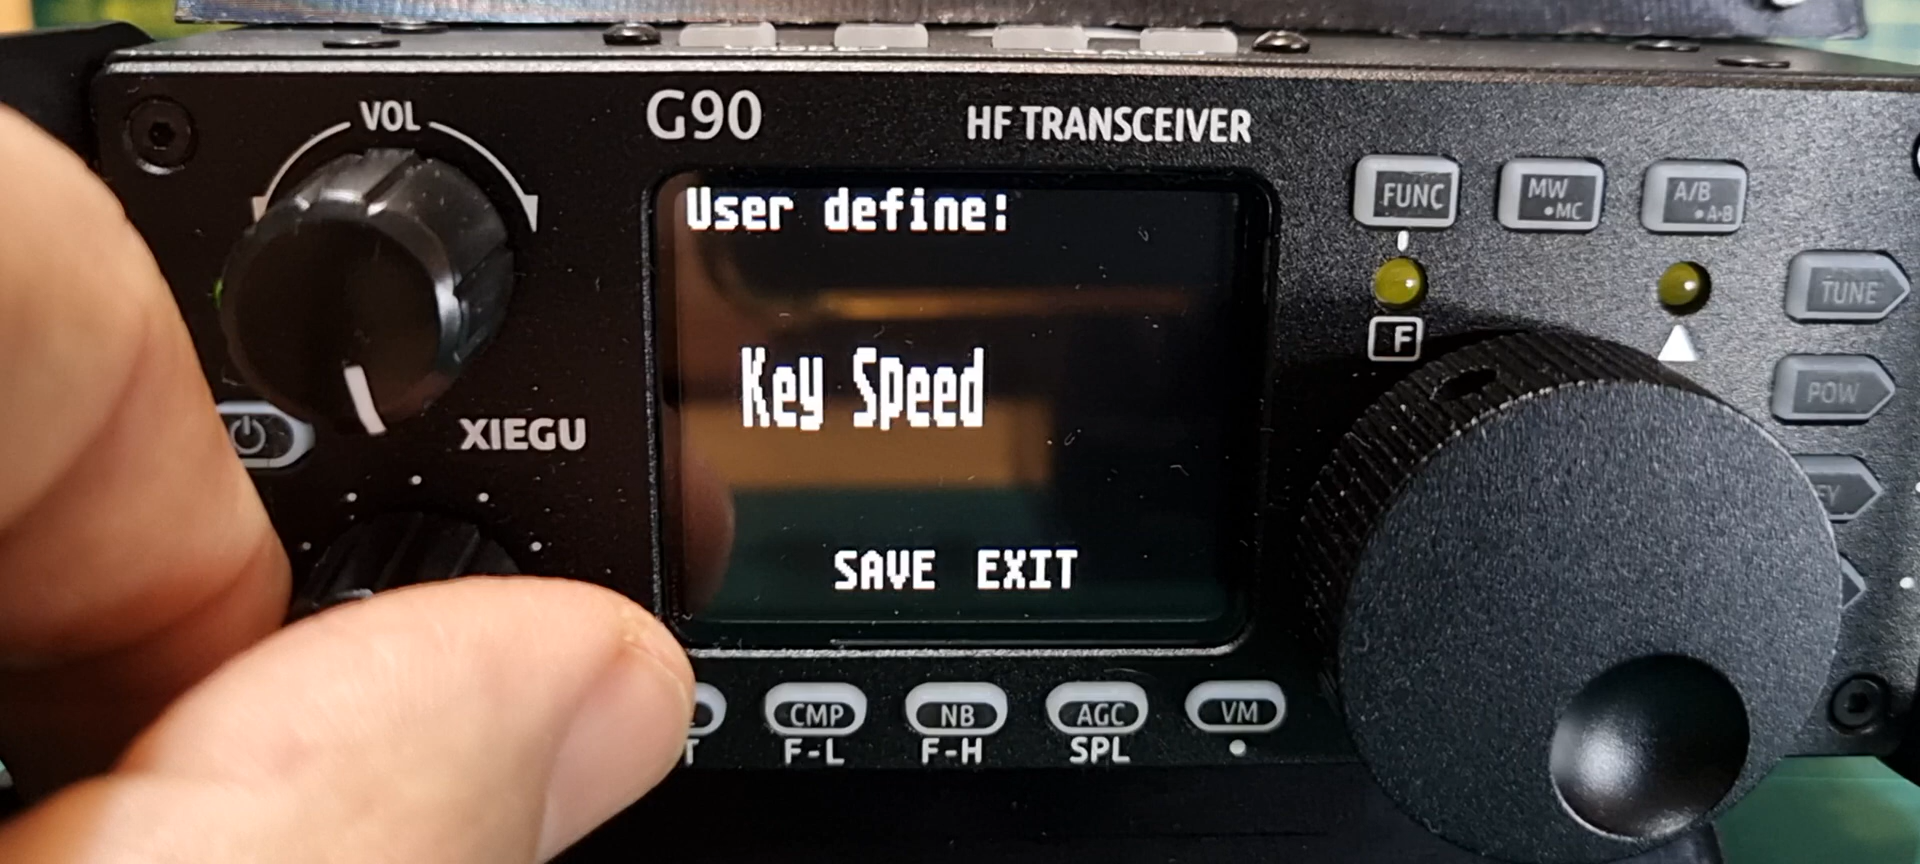 VOL
G90
HF TRANSCEIVER
User define:
Key Speed
SAVE EXIT
XIEGU
FUNC
MW
•MC
A/B
•A-B
F
TUNE
POW
CMP
NB
AGC
VM
F-L
F-H
SPL